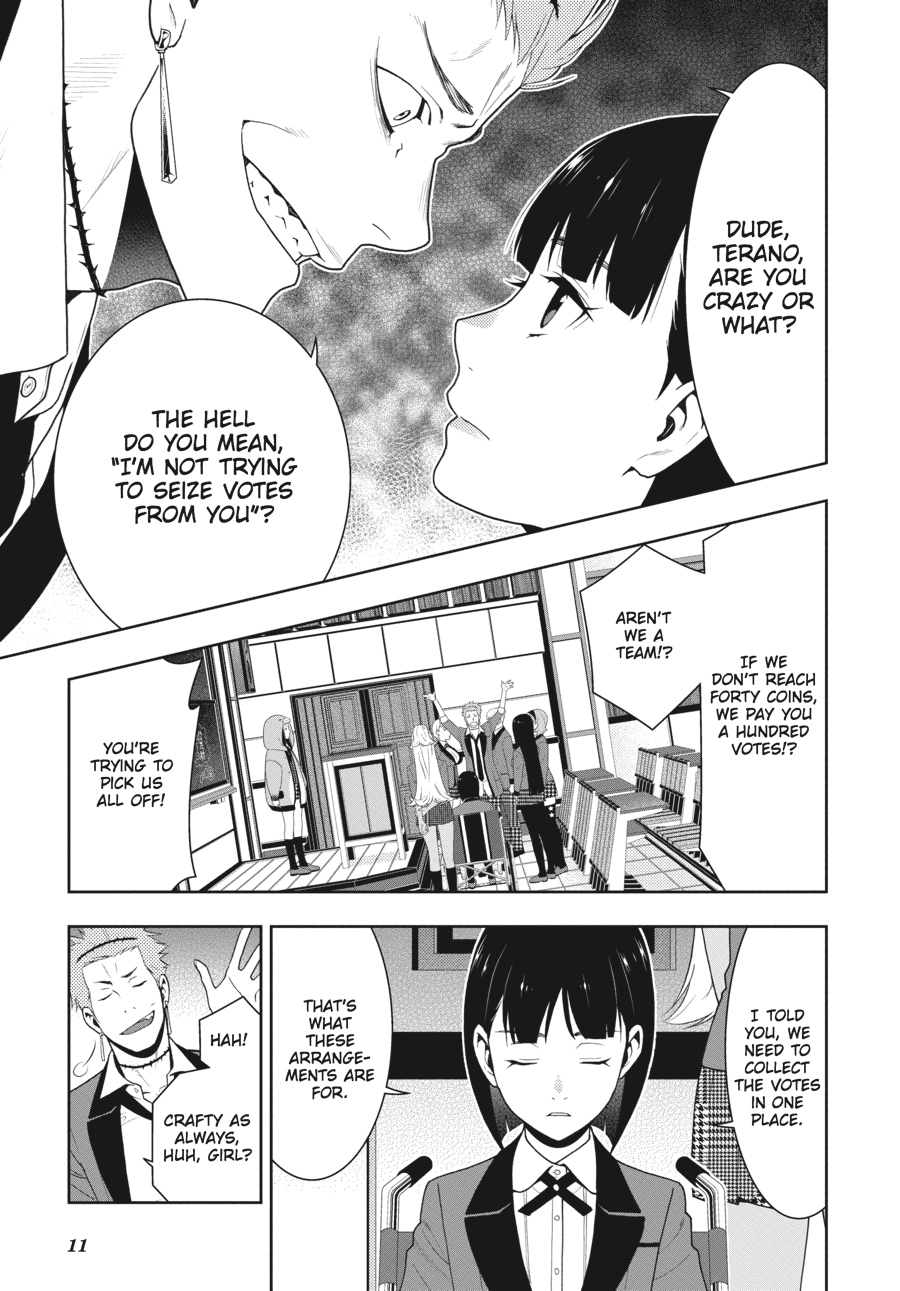 DUDE,
TERANO,
ARE YOU
CRAZY OR
WHAT?
THE HELL
DO YOU MEAN,
"I'M NOT TRYING
TO SEIZE VOTES
FROM YOU"?
IF WE
DON'T REACH
FORTY COINS,
WE PAY YOU
A HUNDRED
VOTES!?
AREN'T
WE A
TEAM!?
YOU'RE
TRYING TO
PICK US
ALL OFF!
I TOLD
YOU, WE
NEED TO
COLLECT
THE VOTES
IN ONE
PLACE.
THAT'S
WHAT
THESE
ARRANGE-
MENTS ARE
FOR.
HAH!
CRAFTY AS
ALWAYS,
HUH, GIRL?
11